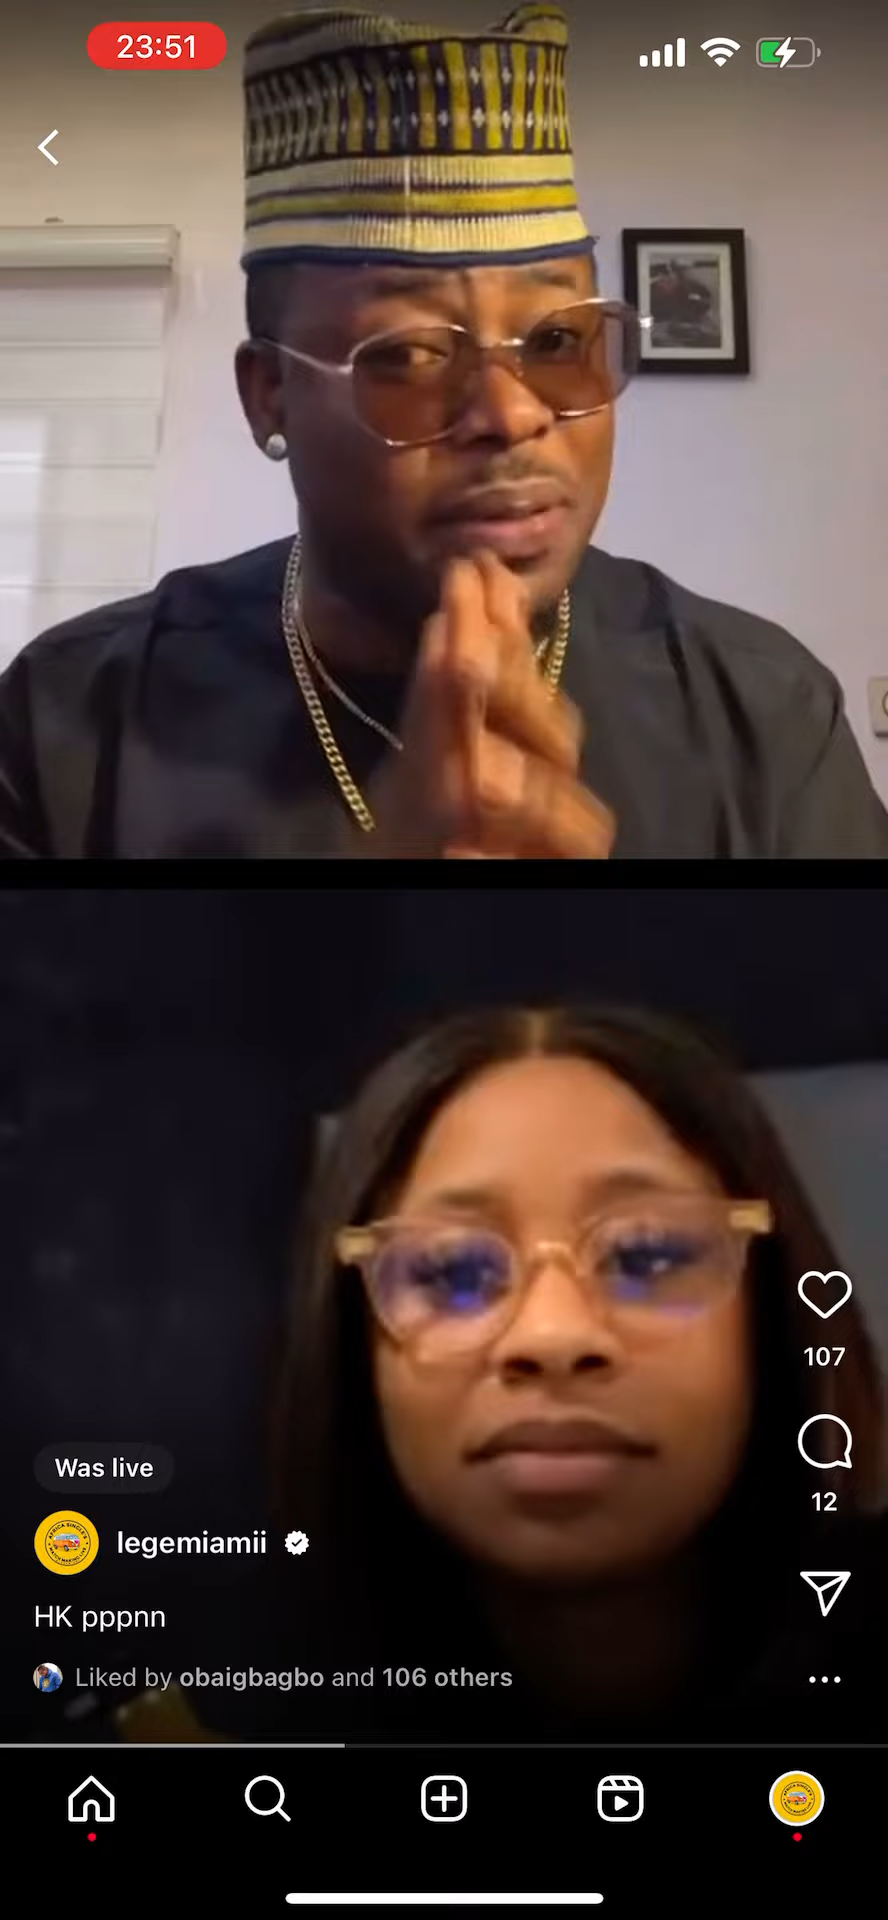 23:51
Was live
legemiamii
HK pppnn
Liked by obaigbagbo and 106 others
107
12